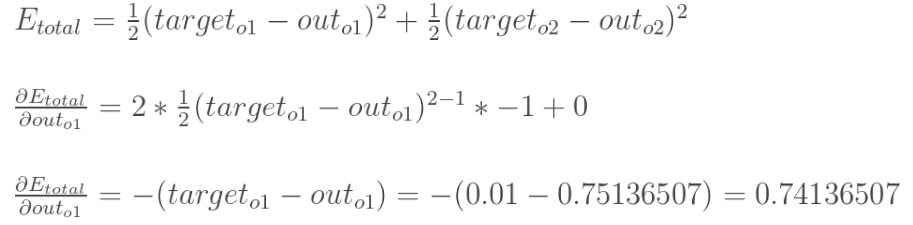 E_{total} = \frac{1}{2}(target_{o1} - out_{o1})^{2} + \frac{1}{2}(target_{o2} - out_{o2})^{2}
\frac{\partial E_{total}}{\partial out_{o1}} = 2 * \frac{1}{2}(target_{o1} - out_{o1})^{2-1} * -1 + 0
\frac{\partial E_{total}}{\partial out_{o1}} = -(target_{o1} - out_{o1}) = -(0.01 - 0.75136507) = 0.74136507